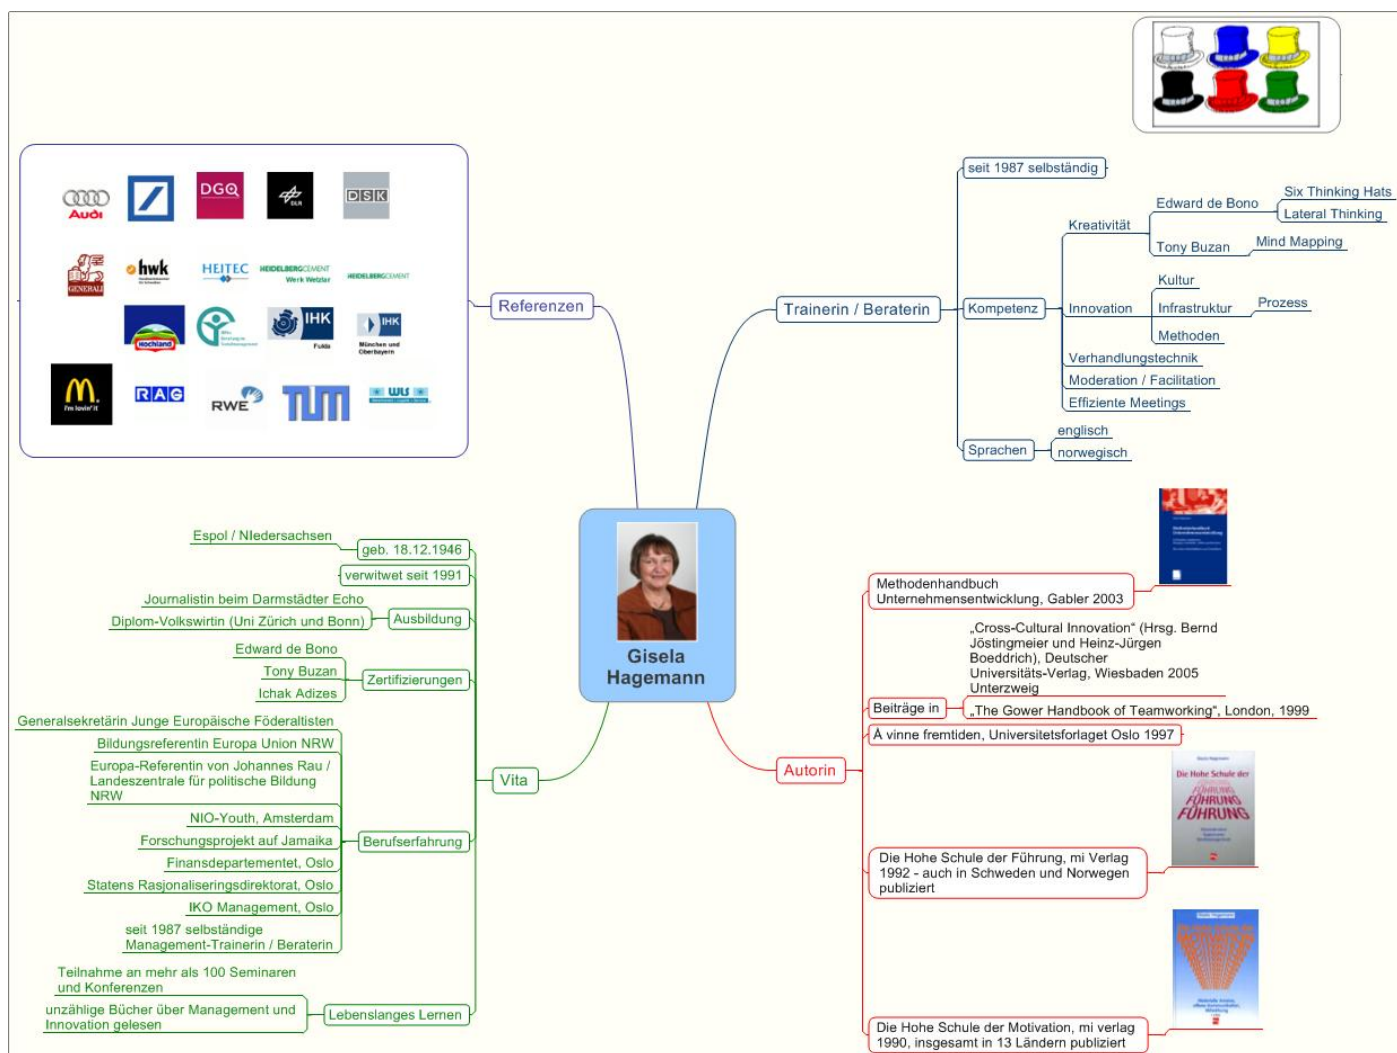 Audi
DGQ
DLR
DSK
GENERALI
hwk
HEITEC
HEIDELBERGCEMENT
Werk Wetzlar
HEIDELBERGCEMENT
Hochland
IHK
Fulda
IHK
München und
Oberbayern
i'm lovin' it
RAG
RWE
TUM
Referenzen
Trainerin / Beraterin
seit 1987 selbständig
Kompetenz
Kreativität
Edward de Bono
Six Thinking Hats
Lateral Thinking
Tony Buzan
Mind Mapping
Innovation
Kultur
Infrastruktur
Prozess
Methoden
Verhandlungstechnik
Moderation / Facilitation
Effiziente Meetings
Sprachen
englisch
norwegisch
Gisela
Hagemann
Vita
geb. 18.12.1946
Espol / NIedersachsen
verwitwet seit 1991
Ausbildung
Journalistin beim Darmstädter Echo
Diplom-Volkswirtin (Uni Zürich und Bonn)
Zertifizierungen
Edward de Bono
Tony Buzan
Ichak Adizes
Berufserfahrung
Generalsekretärin Junge Europäische Föderaltisten
Bildungsreferentin Europa Union NRW
Europa-Referentin von Johannes Rau /
Landeszentrale für politische Bildung
NRW
NIO-Youth, Amsterdam
Forschungsprojekt auf Jamaika
Finansdepartementet, Oslo
Statens Rasjonaliseringsdirektorat, Oslo
IKO Management, Oslo
seit 1987 selbständige
Management-Trainerin / Beraterin
Lebenslanges Lernen
Teilnahme an mehr als 100 Seminaren
und Konferenzen
unzählige Bücher über Management und
Innovation gelesen
Autorin
Methodenhandbuch
Unternehmensentwicklung, Gabler 2003
Beiträge in
„Cross-Cultural Innovation“ (Hrsg. Bernd
Jöstingmeier und Heinz-Jürgen
Boeddrich), Deutscher
Universitäts-Verlag, Wiesbaden 2005
Unterzweig
„The Gower Handbook of Teamworking“, London, 1999
À vinne fremtiden, Universitetsforlaget Oslo 1997
Die Hohe Schule der
FÜHRUNG
FÜHRUNG
FÜHRUNG
Die Hohe Schule der Führung, mi Verlag
1992 - auch in Schweden und Norwegen
publiziert
Die Hohe Schule der Motivation, mi verlag
1990, insgesamt in 13 Ländern publiziert